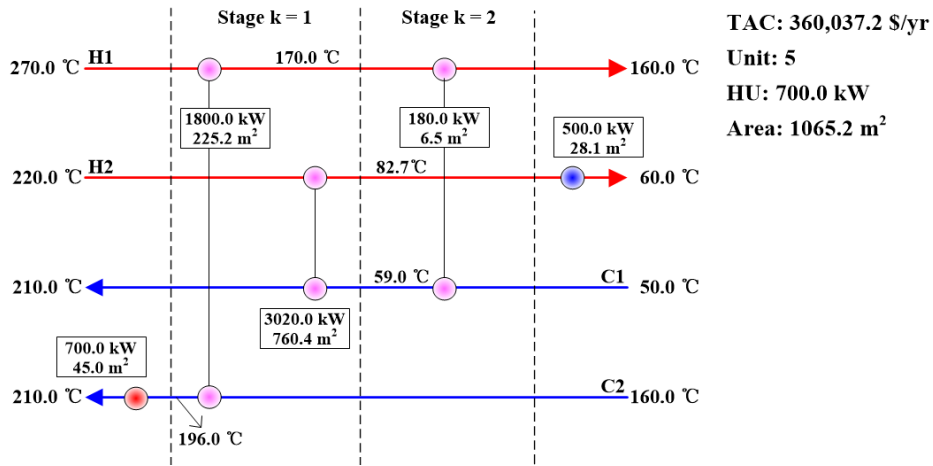 Stage k = 1
Stage k = 2
TAC: 360,037.2 $/yr
Unit: 5
HU: 700.0 kW
Area: 1065.2 m²
270.0 ℃
H1
170.0 ℃
160.0 ℃
1800.0 kW
225.2 m²
180.0 kW
6.5 m²
500.0 kW
28.1 m²
220.0 ℃
H2
82.7℃
60.0 ℃
210.0 ℃
59.0 ℃
C1
50.0 ℃
3020.0 kW
760.4 m²
700.0 kW
45.0 m²
210.0 ℃
C2
160.0 ℃
196.0 ℃